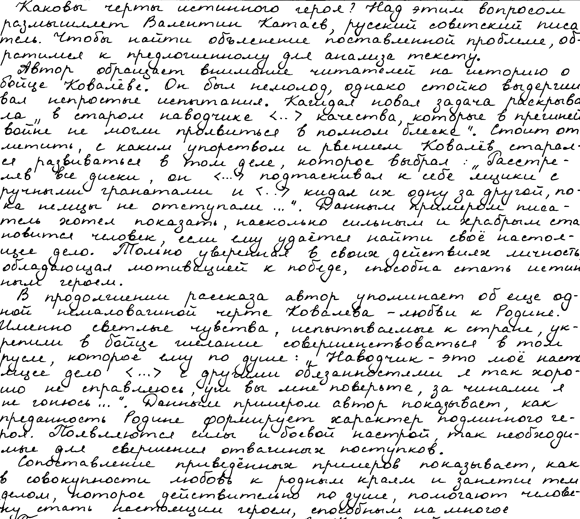 Каковы черты истинного героя? Над этим вопросом
размышляет Валентин Катаев, русский советский писа
тель. Чтобы найти объяснение поставленной проблеме, об-
ратимся к предложенному для анализа тексту.
Автор обращает внимание читателей на историю о
бойце Ковалёве. Он был немолод, однако стойко выдержи
вал непростые испытания. Каждая новая задача раскрыва
ла „в старом наводчике <...> качества, которые в прежней
войне не могли проявиться в полном блеске". Стоит от
метить, с каким упорством и рвением Ковалёв старал-
ся развиваться в том деле, которое выбрал: „Расстре-
ляв все диски, он <...> подтаскивал к себе ящики с
ручными гранатами и <...> кидал их одну за другой, по-
ка немцы не отступали...". Данным примером писа-
тель хотел показать, насколько сильным и храбрым ста
новится человек, если ему удаётся найти своё настоя-
щее дело. Только уверенная в своих действиях личность
обладающая мотивацией к победе, способна стать истин
ным героем.
В продолжении рассказа автор упоминает об еще од-
ной немаловажной черте Ковалева - любви к Родине.
Именно светлые чувства, испытываемые к стране, ук-
репили в бойце желание совершенствоваться в том
русле, которое ему по душе: „Наводчик - это моё наст
ящее дело <...> с другими обязанностями я так хоро-
шо не справляюсь, уж вы мне поверьте, за чинами я
не гонюсь...". Данным примером автор показывает, как
преданность Родине формирует характер подлинного ге-
роя. Появляются силы и боевой настрой, так необходи-
мые для свершения отважных поступков.
Сопоставление приведённых примеров показывает, как
в совокупности любовь к родным краям и занятие тем
делом, которое действительно по душе, помогают челове-
ку стать настоящим героем, способным на многое